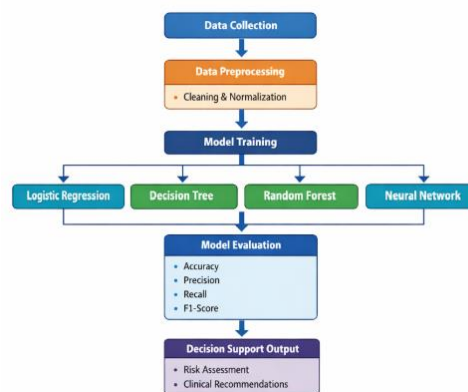 Data Collection
Data Preprocessing
• Cleaning & Normalization
Model Training
Logistic Regression
Decision Tree
Random Forest
Neural Network
Model Evaluation
• Accuracy
• Precision
• Recall
• F1-Score
Decision Support Output
• Risk Assessment
• Clinical Recommendations